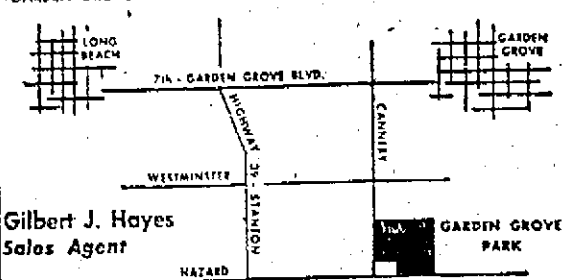 LONG
BEACH
GARDEN
GROVE
7th - GARDEN GROVE BLVD.
HIGHWAY 39 - STANTON
CANNERY
WESTMINSTER
Gilbert J. Hayes
Sales Agent
GARDEN GROVE
PARK
HAZARD